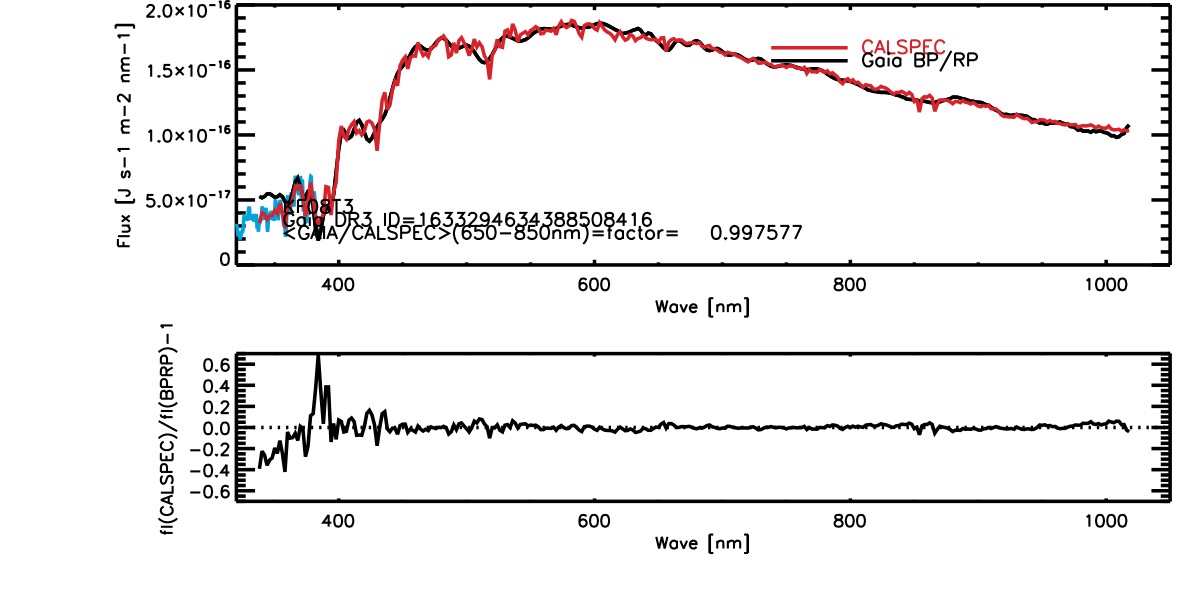 2.0×10⁻¹⁶
1.5×10⁻¹⁶
1.0×10⁻¹⁶
5.0×10⁻¹⁷
0
Flux [J s−1 m−2 nm−1]
CALSPEC
Gaia BP/RP
KF08T3
Gaia DR3 ID=1633294634388508416
<GAIA/CALSPEC>(650−850nm)=factor= 0.997577
400 600 800 1000
Wave [nm]
fl(CALSPEC)/fl(BPRP)−1
0.6
0.4
0.2
0.0
−0.2
−0.4
−0.6
400 600 800 1000
Wave [nm]